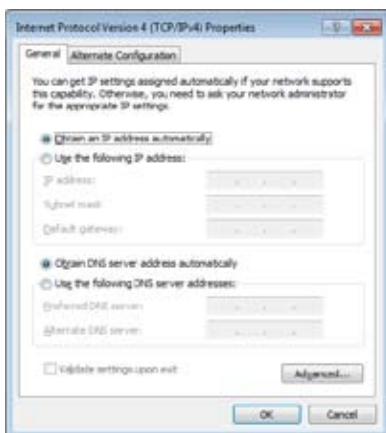 Internet Protocol Version 4 (TCP/IPv4) Properties
General
Alternate Configuration
You can get IP settings assigned automatically if your network supports
this capability. Otherwise, you need to ask your network administrator
for the appropriate IP settings.
Obtain an IP address automatically
Use the following IP address:
IP address:
Subnet mask:
Default gateway:
Obtain DNS server address automatically
Use the following DNS server addresses:
Preferred DNS server:
Alternate DNS server:
Validate settings upon exit
Advanced...
OK
Cancel